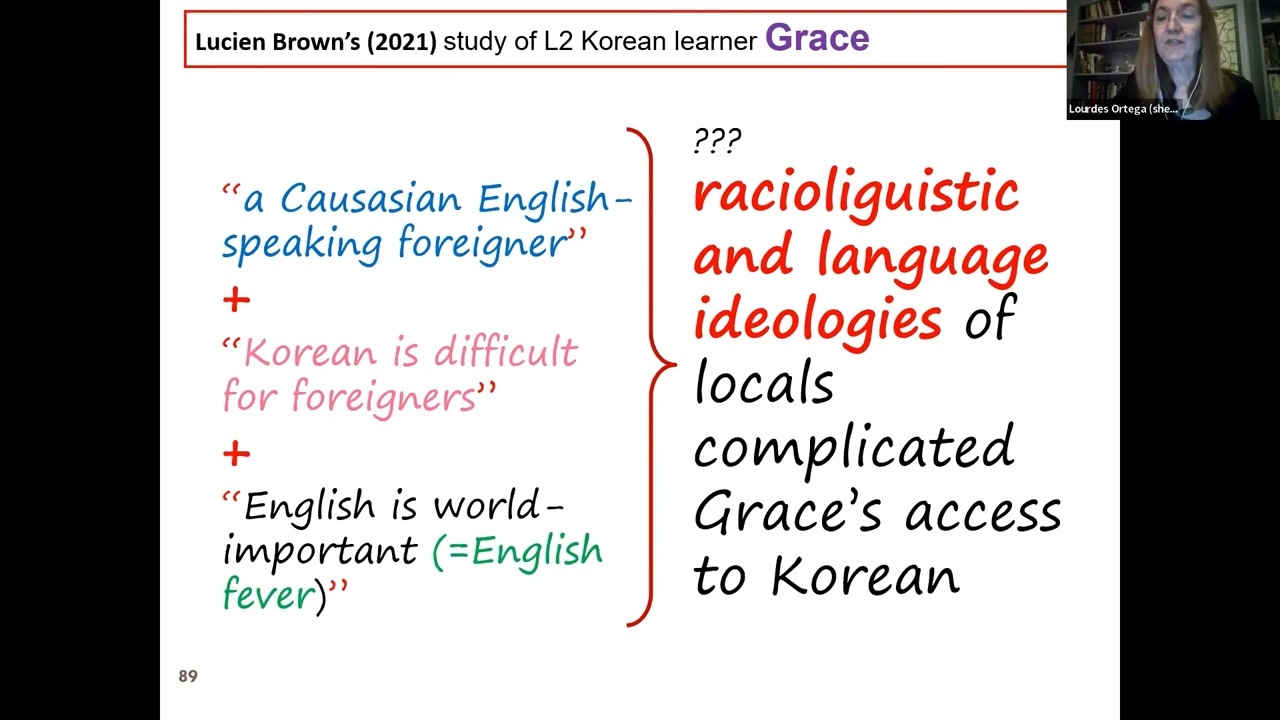 Lucien Brown’s (2021) study of L2 Korean learner Grace
Lourdes Ortega (she...
“a Causasian English-
speaking foreigner”
+
“Korean is difficult
for foreigners”
+
“English is world-
important (=English
fever)”
???
racioliguistic
and language
ideologies of
locals
complicated
Grace’s access
to Korean
89